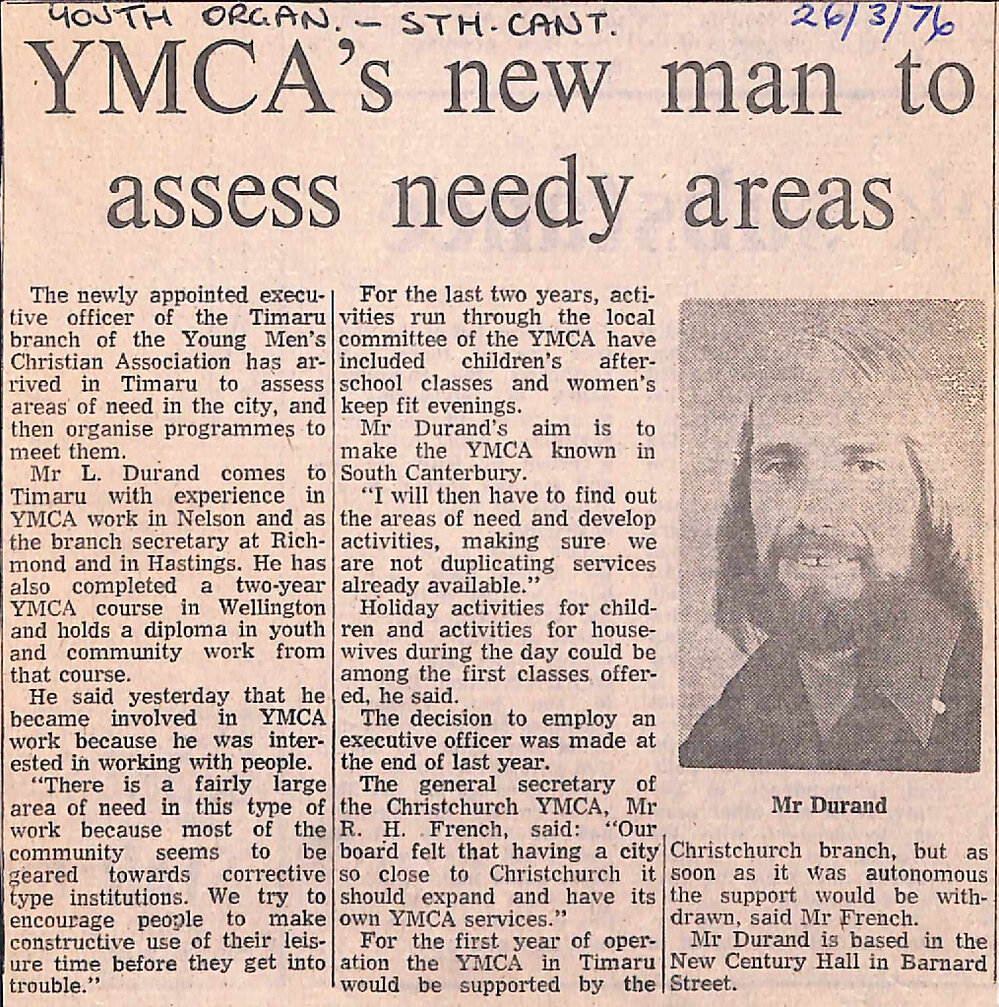 YOUTH ORGAN. - STH. CANT.
26/3/76
YMCA's new man to
assess needy areas
The newly appointed execu-
tive officer of the Timaru
branch of the Young Men's
Christian Association has ar-
rived in Timaru to assess
areas of need in the city, and
then organise programmes to
meet them.
Mr L. Durand comes to
Timaru with experience in
YMCA work in Nelson and as
the branch secretary at Rich-
mond and in Hastings. He has
also completed a two-year
YMCA course in Wellington
and holds a diploma in youth
and community work from
that course.
He said yesterday that he
became involved in YMCA
work because he was inter-
ested in working with people.
"There is a fairly large
area of need in this type of
work because most of the
community seems to be
geared towards corrective
type institutions. We try to
encourage people to make
constructive use of their leis-
ure time before they get into
trouble."
For the last two years, acti-
vities run through the local
committee of the YMCA have
included children's after-
school classes and women's
keep fit evenings.
Mr Durand's aim is to
make the YMCA known in
South Canterbury.
"I will then have to find out
the areas of need and develop
activities, making sure we
are not duplicating services
already available."
Holiday activities for child-
ren and activities for house-
wives during the day could be
among the first classes offer-
ed, he said.
The decision to employ an
executive officer was made at
the end of last year.
The general secretary of
the Christchurch YMCA, Mr
R. H. French, said: "Our
board felt that having a city
so close to Christchurch it
should expand and have its
own YMCA services."
For the first year of oper-
ation the YMCA in Timaru
would be supported by the
Mr Durand
Christchurch branch, but as
soon as it was autonomous
the support would be with-
drawn, said Mr French.
Mr Durand is based in the
New Century Hall in Barnard
Street.